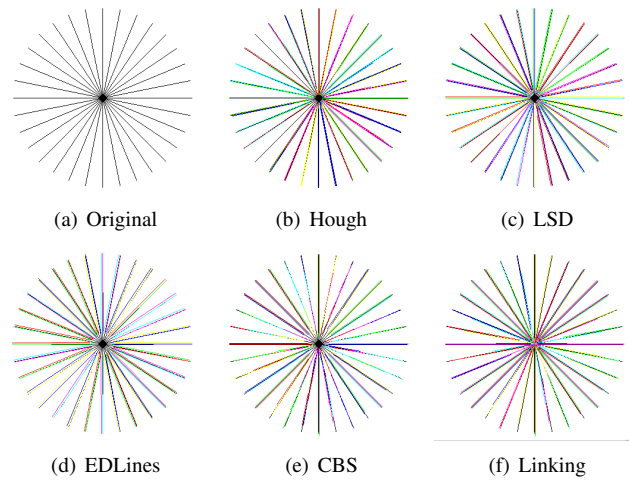 (a) Original
(b) Hough
(c) LSD
(d) EDLines
(e) CBS
(f) Linking